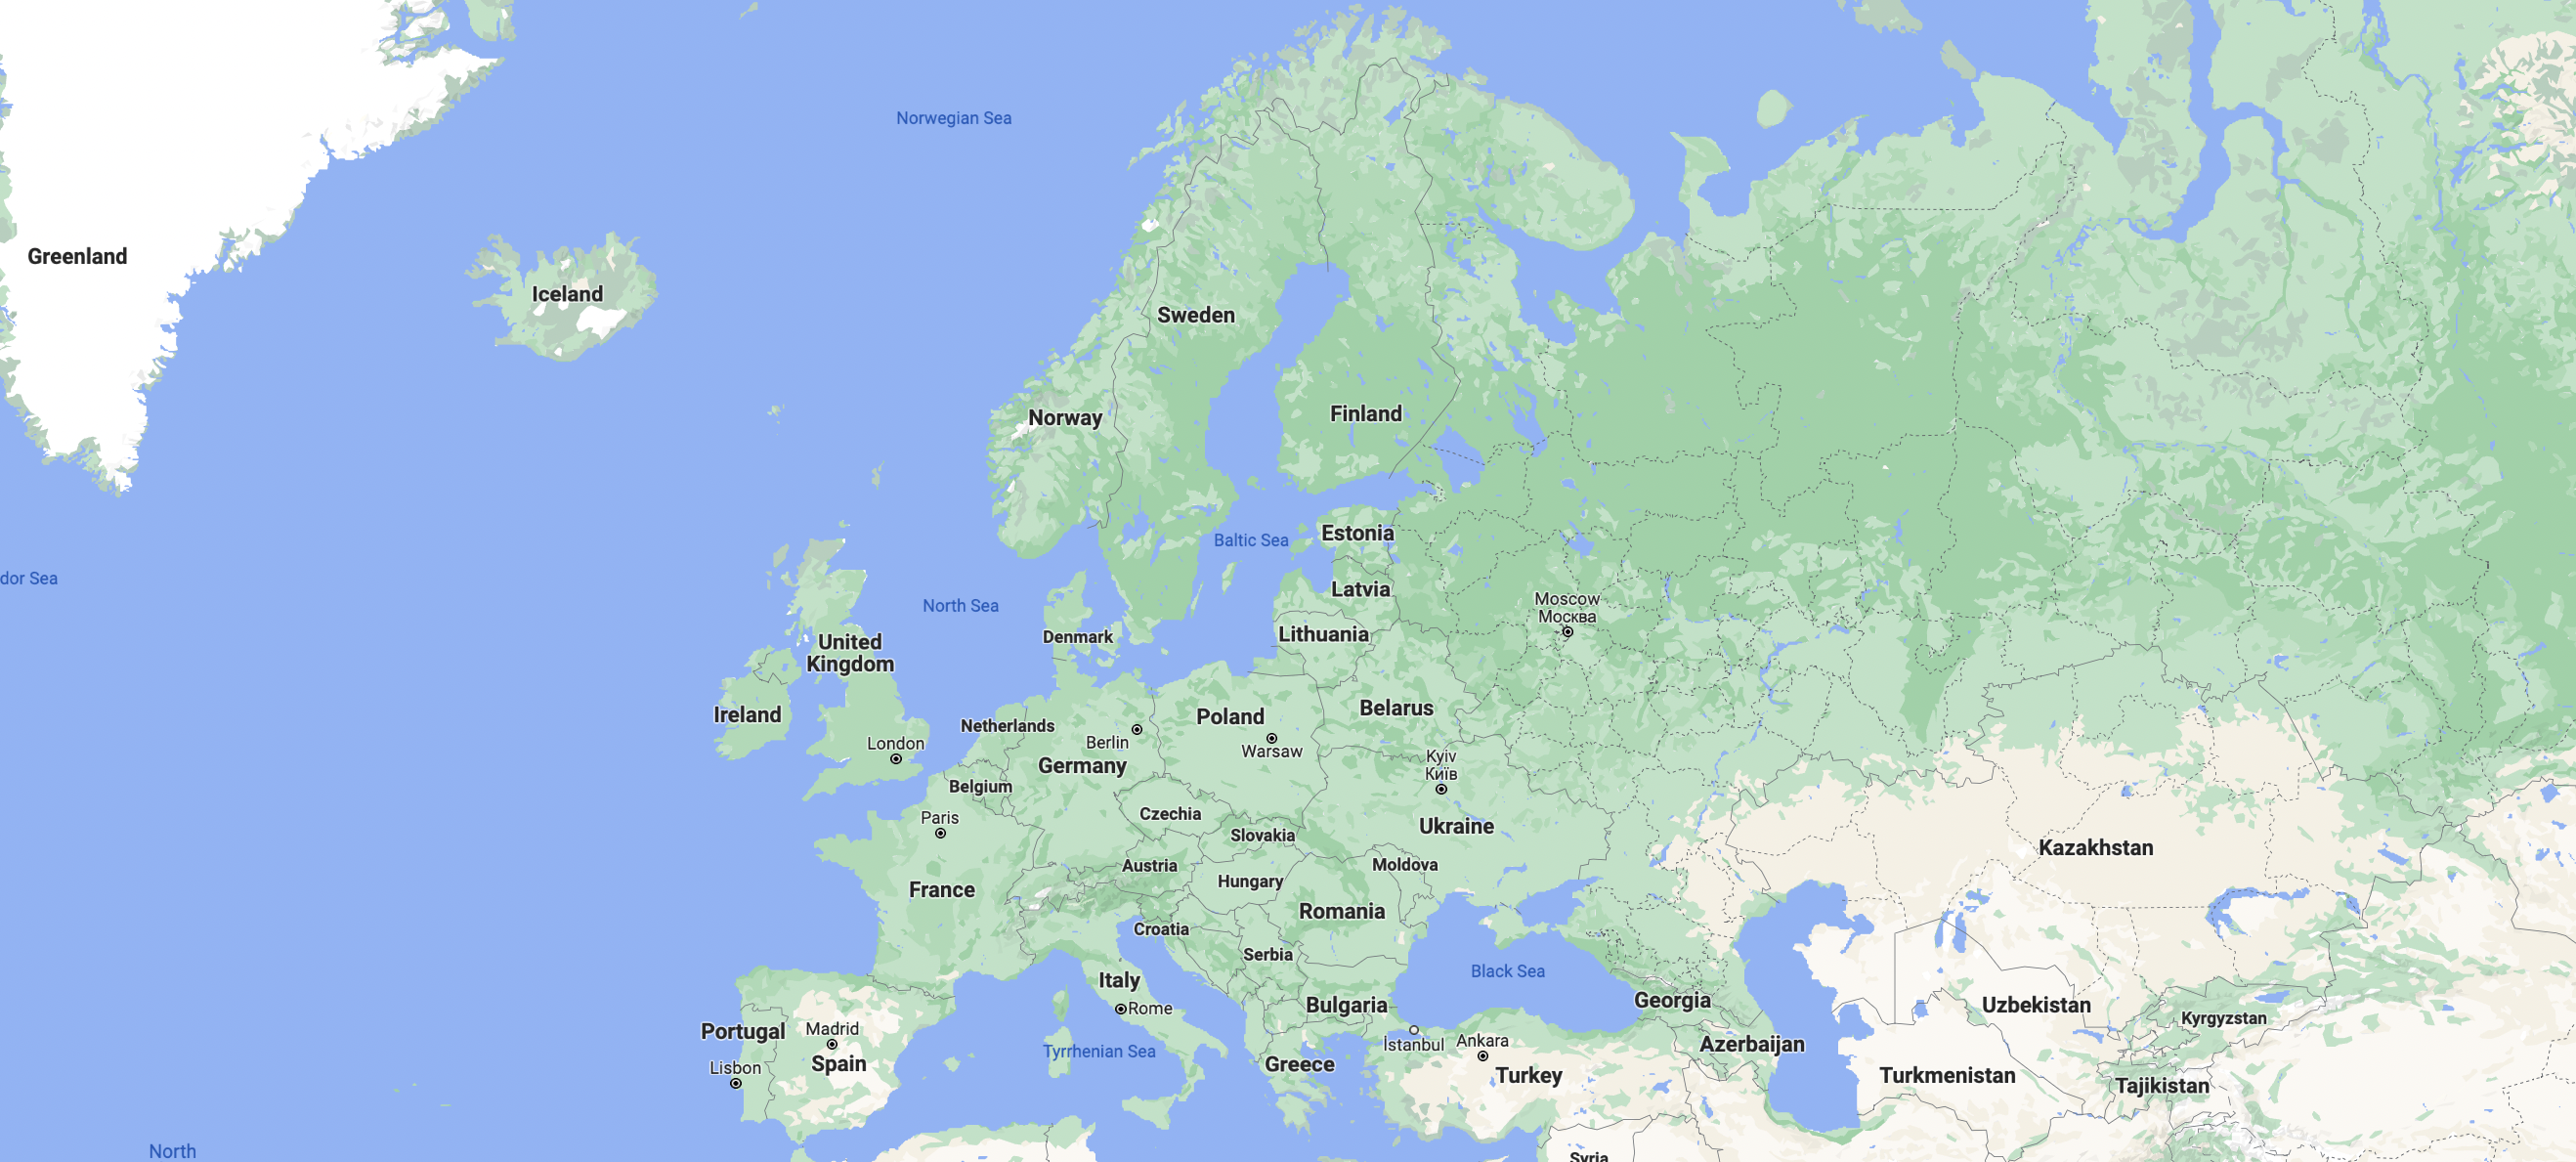 Norwegian Sea
Greenland
Iceland
Sweden
Norway
Finland
Estonia
Baltic Sea
dor Sea
Latvia
North Sea
Moscow
Москва
Denmark
Lithuania
United
Kingdom
Ireland
Belarus
Poland
Netherlands
London
Berlin
Warsaw
Kyiv
Київ
Germany
Belgium
Czechia
Paris
Ukraine
Slovakia
Kazakhstan
Austria
Moldova
Hungary
France
Romania
Croatia
Serbia
Black Sea
Italy
Georgia
Bulgaria
Rome
Uzbekistan
Kyrgyzstan
Portugal
Madrid
İstanbul
Ankara
Azerbaijan
Tyrrhenian Sea
Spain
Greece
Lisbon
Turkey
Turkmenistan
Tajikistan
North
Syria